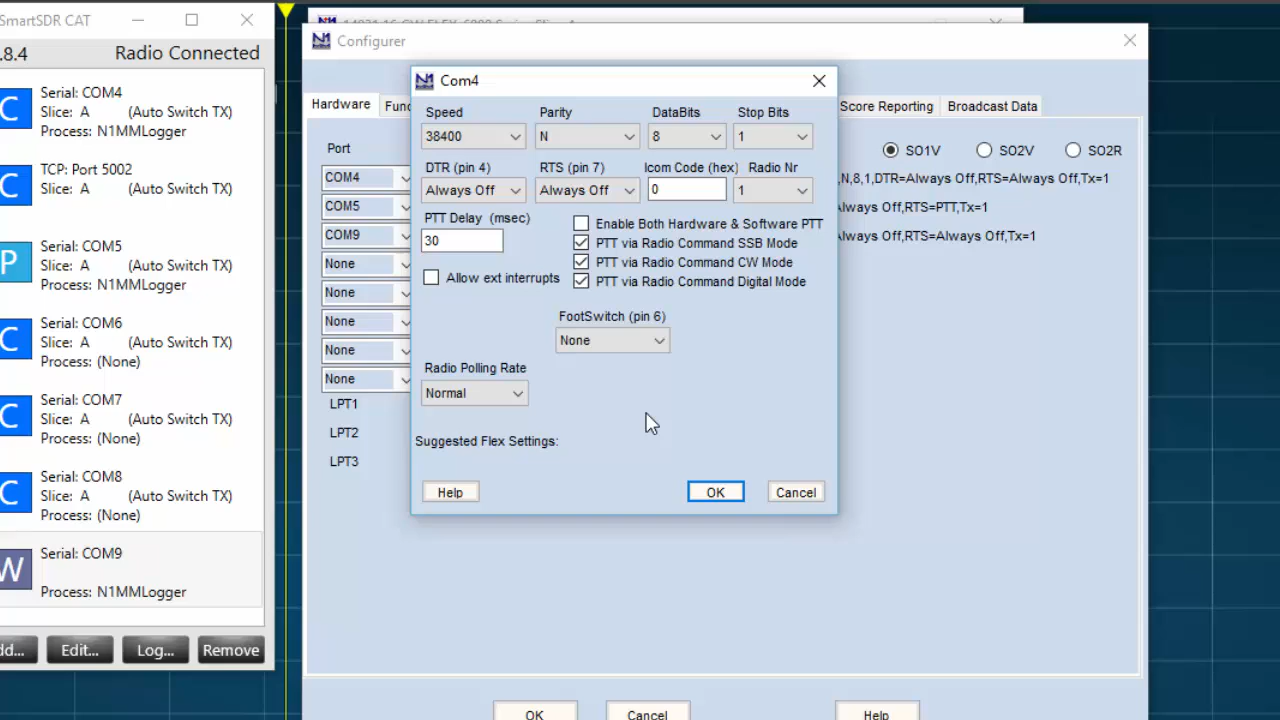 SmartSDR CAT
.8.4
Radio Connected
C
Serial: COM4
Slice: A (Auto Switch TX)
Process: N1MMLogger
C
TCP: Port 5002
Slice: A (Auto Switch TX)
P
Serial: COM5
Slice: A (Auto Switch TX)
Process: N1MMLogger
C
Serial: COM6
Slice: A (Auto Switch TX)
Process: (None)
C
Serial: COM7
Slice: A (Auto Switch TX)
Process: (None)
C
Serial: COM8
Slice: A (Auto Switch TX)
Process: (None)
W
Serial: COM9
Process: N1MMLogger
dd... Edit... Log... Remove
Configurer
Hardware Func Score Reporting Broadcast Data
Port
SO1V SO2V SO2R
COM4
,N,8,1,DTR=Always Off,RTS=Always Off,Tx=1
COM5
Always Off,RTS=PTT,Tx=1
COM9
Always Off,RTS=Always Off,Tx=1
None
None
None
None
None
LPT1
LPT2
LPT3
OK Cancel Help
Com4
Speed Parity DataBits Stop Bits
38400 N 8 1
DTR (pin 4) RTS (pin 7) Icom Code (hex) Radio Nr
Always Off Always Off 0 1
PTT Delay (msec)
30
Enable Both Hardware & Software PTT
PTT via Radio Command SSB Mode
PTT via Radio Command CW Mode
PTT via Radio Command Digital Mode
Allow ext interrupts
FootSwitch (pin 6)
None
Radio Polling Rate
Normal
Suggested Flex Settings:
Help OK Cancel